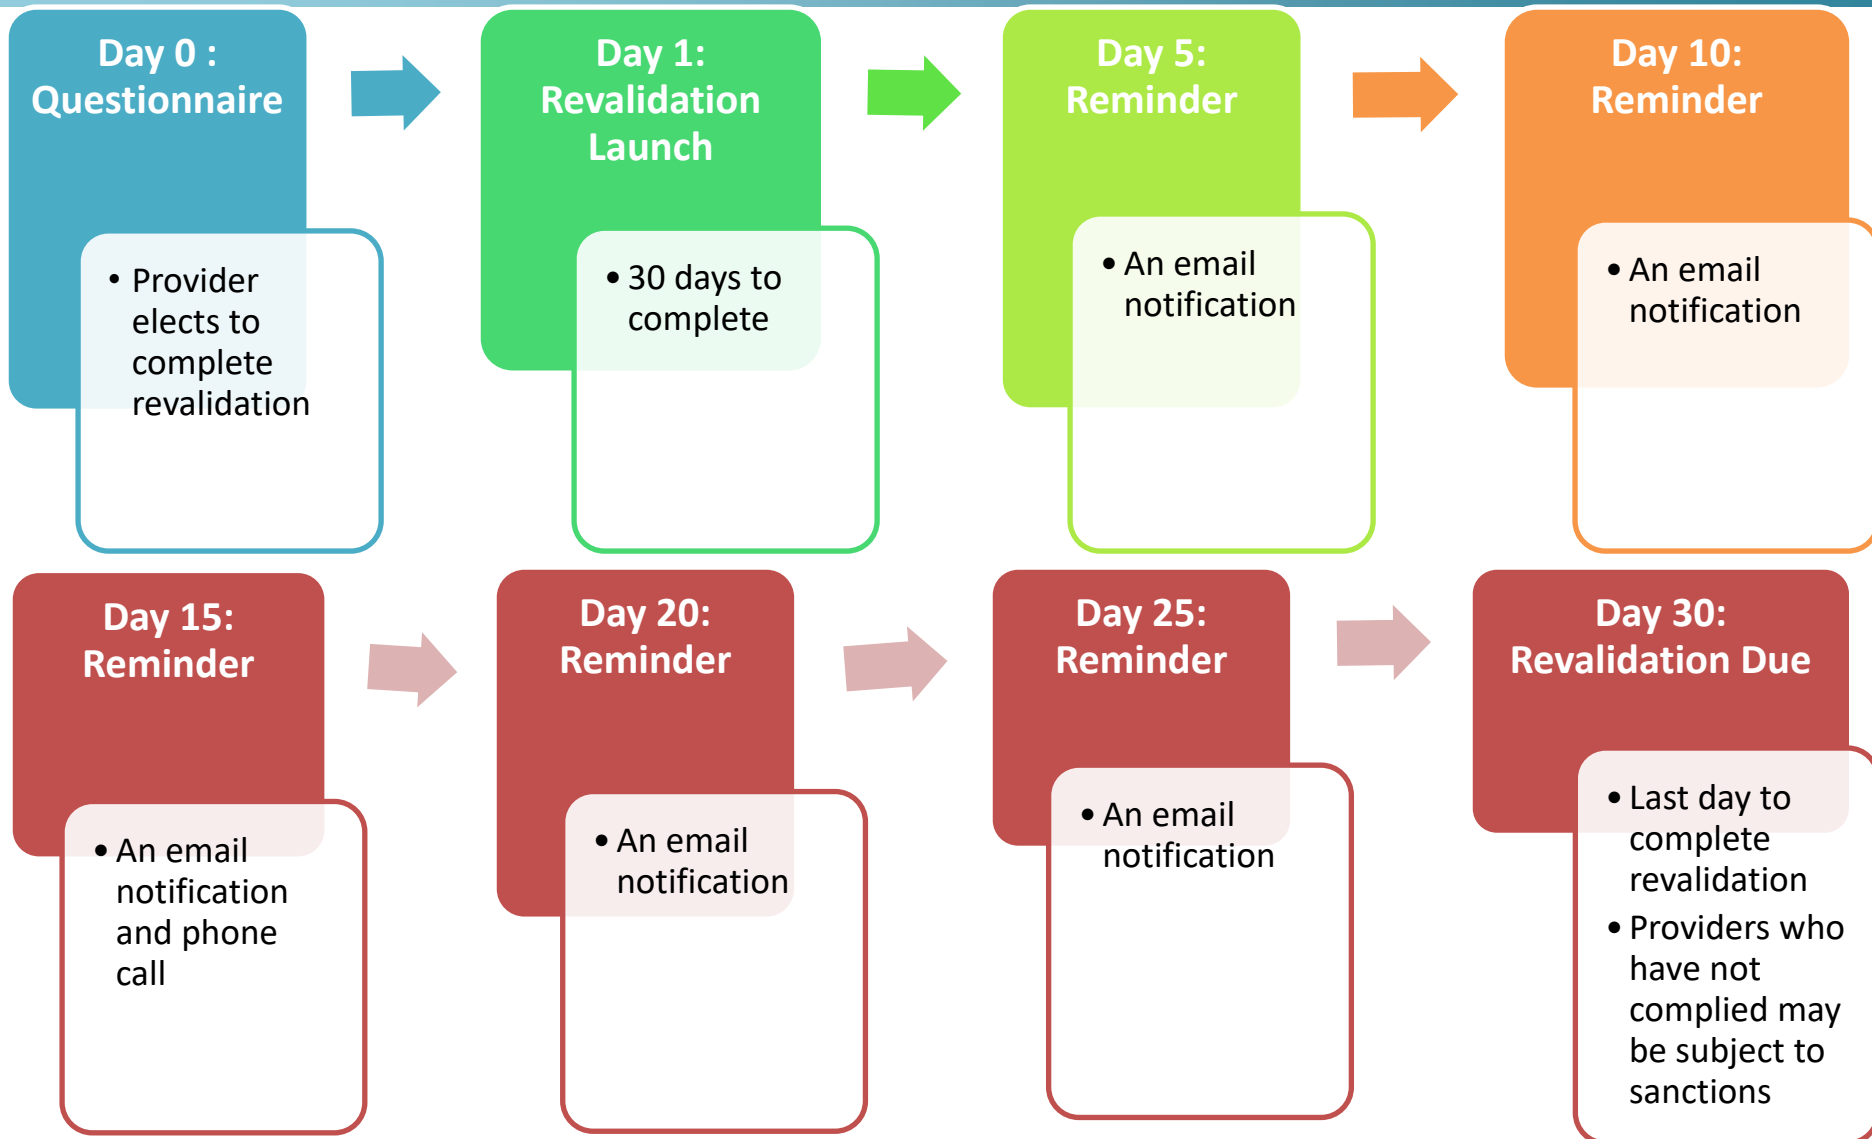 Day 0 :
Questionnaire
• Provider
elects to
complete
revalidation
Day 1:
Revalidation
Launch
• 30 days to
complete
Day 5:
Reminder
• An email
notification
Day 10:
Reminder
• An email
notification
Day 15:
Reminder
• An email
notification
and phone
call
Day 20:
Reminder
• An email
notification
Day 25:
Reminder
• An email
notification
Day 30:
Revalidation Due
• Last day to
complete
revalidation
• Providers who
have not
complied may
be subject to
sanctions